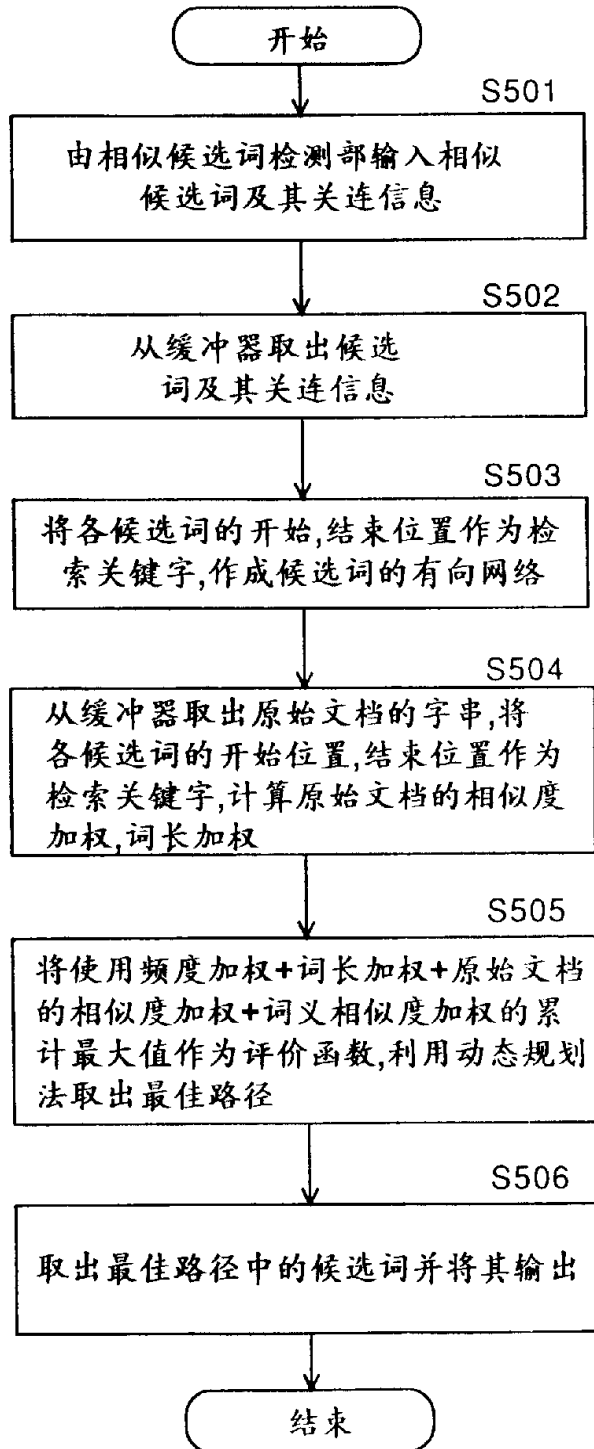 开始
S501
由相似候选词检测部输入相似
候选词及其关连信息
S502
从缓冲器取出候选
词及其关连信息
S503
将各候选词的开始,结束位置作为检
索关键字,作成候选词的有向网络
S504
从缓冲器取出原始文档的字串,将
各候选词的开始位置,结束位置作为
检索关键字,计算原始文档的相似度
加权,词长加权
S505
将使用频度加权+词长加权+原始文档
的相似度加权+词义相似度加权的累
计最大值作为评价函数,利用动态规划
法取出最佳路径
S506
取出最佳路径中的候选词并将其输出
结束